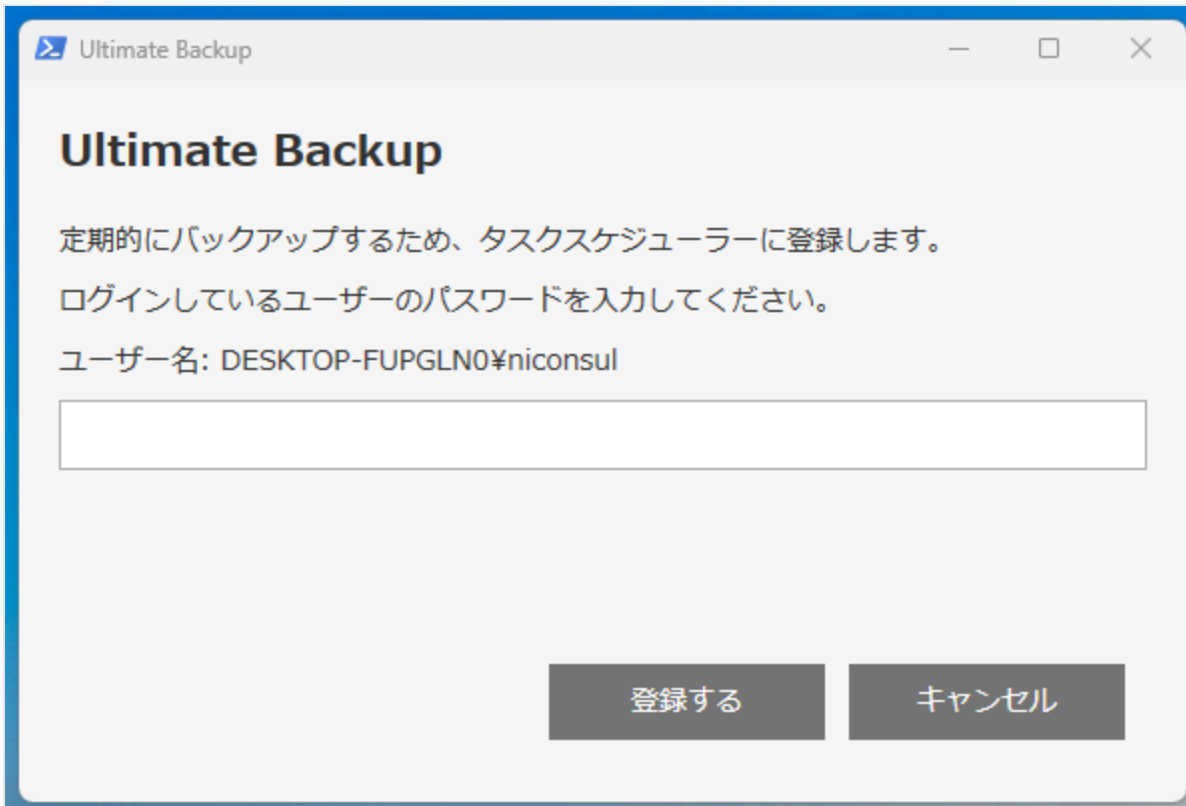 Ultimate Backup
Ultimate Backup
定期的にバックアップするため、タスクスケジューラーに登録します。
ログインしているユーザーのパスワードを入力してください。
ユーザー名: DESKTOP-FUPGLN0¥niconsul
登録する
キャンセル